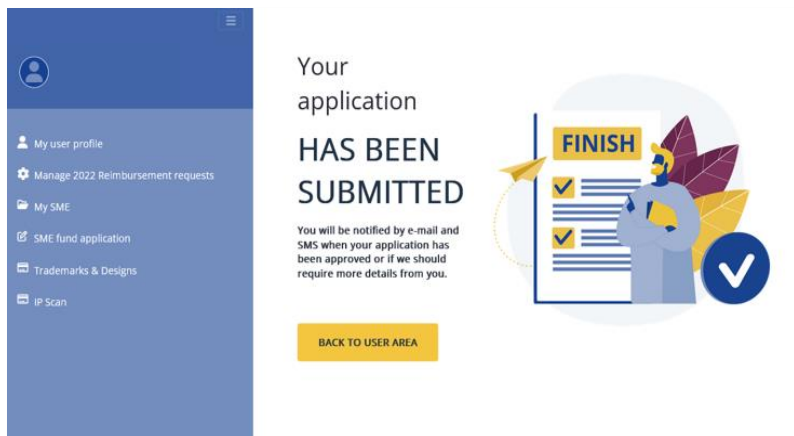 My user profile
Manage 2022 Reimbursement requests
My SME
SME fund application
Trademarks & Designs
IP Scan
Your
application
HAS BEEN
SUBMITTED
You will be notified by e-mail and
SMS when your application has
been approved or if we should
require more details from you.
BACK TO USER AREA
FINISH